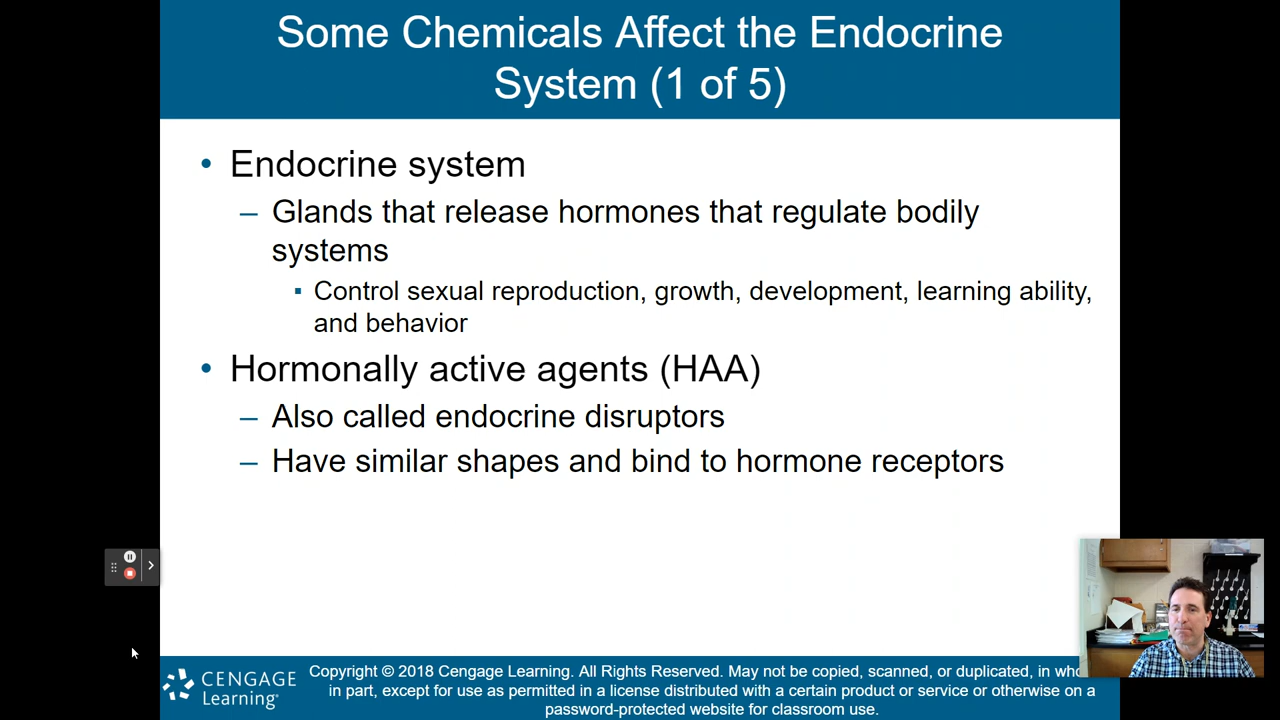 Some Chemicals Affect the Endocrine
System (1 of 5)
• Endocrine system
– Glands that release hormones that regulate bodily
systems
▪ Control sexual reproduction, growth, development, learning ability,
and behavior
• Hormonally active agents (HAA)
– Also called endocrine disruptors
– Have similar shapes and bind to hormone receptors
CENGAGE
Learning®
Copyright © 2018 Cengage Learning. All Rights Reserved. May not be copied, scanned, or duplicated, in
in part, except for use as permitted in a license distributed with a certain product or service or otherwise on a
password-protected website for classroom use.